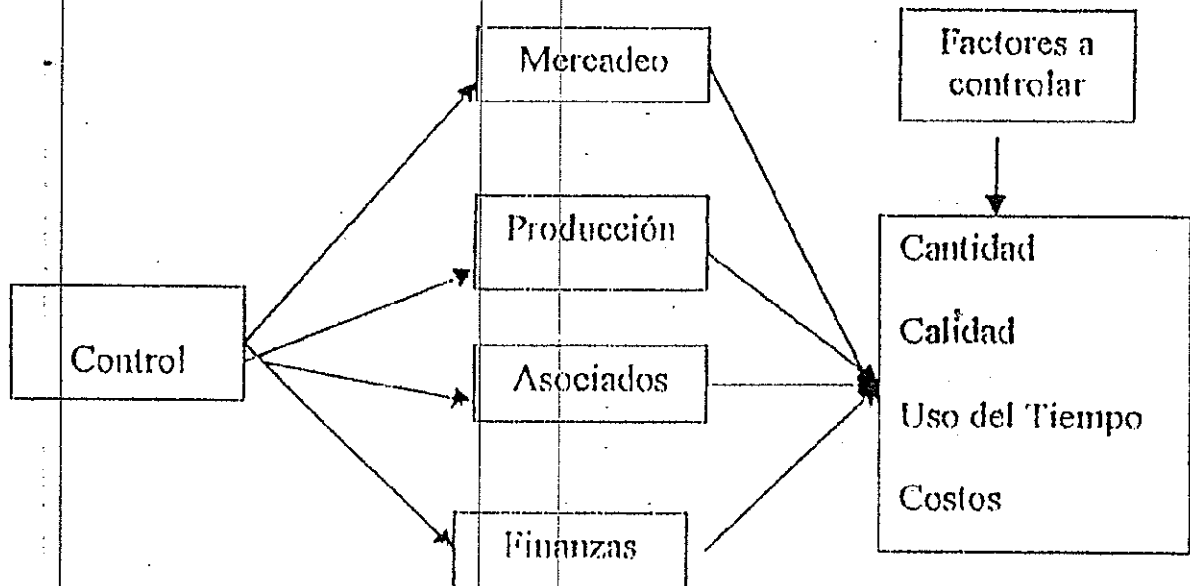 Mercadeo
Factores a
controlar
Producción
Cantidad
Calidad
Control
Asociados
Uso del Tiempo
Costos
Finanzas